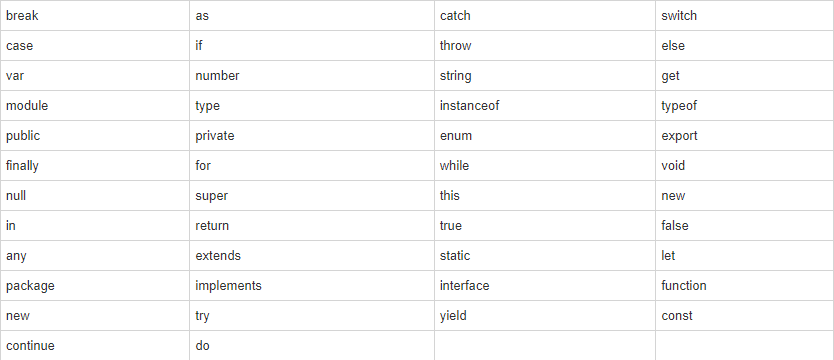 break as catch switch
case if throw else
var number string get
module type instanceof typeof
public private enum export
finally for while void
null super this new
in return true false
any extends static let
package implements interface function
new try yield const
continue do